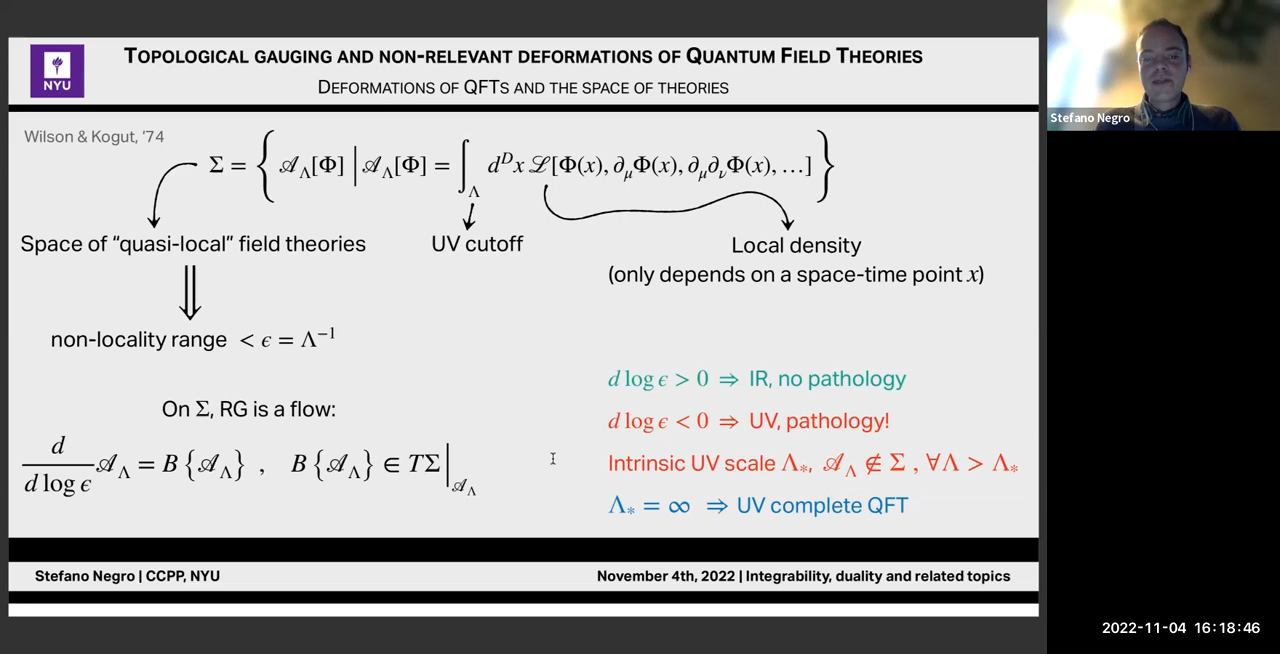 TOPOLOGICAL GAUGING AND NON-RELEVANT DEFORMATIONS OF QUANTUM FIELD THEORIES
DEFORMATIONS OF QFTS AND THE SPACE OF THEORIES
NYU
Stefano Negro
Wilson & Kogut, '74
Σ = { 𝒜_Λ[Φ] | 𝒜_Λ[Φ] = ∫_Λ d^D x ℒ[Φ(x), ∂_μΦ(x), ∂_μ∂_νΦ(x), …] }
Space of “quasi-local” field theories
UV cutoff
Local density
(only depends on a space-time point x)
non-locality range < ϵ = Λ^−1
On Σ, RG is a flow:
d/(d log ϵ) 𝒜_Λ = B{𝒜_Λ} , B{𝒜_Λ} ∈ TΣ|_𝒜_Λ
d log ϵ > 0 ⇒ IR, no pathology
d log ϵ < 0 ⇒ UV, pathology!
Intrinsic UV scale Λ_*, 𝒜_Λ ∉ Σ , ∀Λ > Λ_*
Λ_* = ∞ ⇒ UV complete QFT
Stefano Negro | CCPP, NYU
November 4th, 2022 | Integrability, duality and related topics
2022-11-04 16:18:46